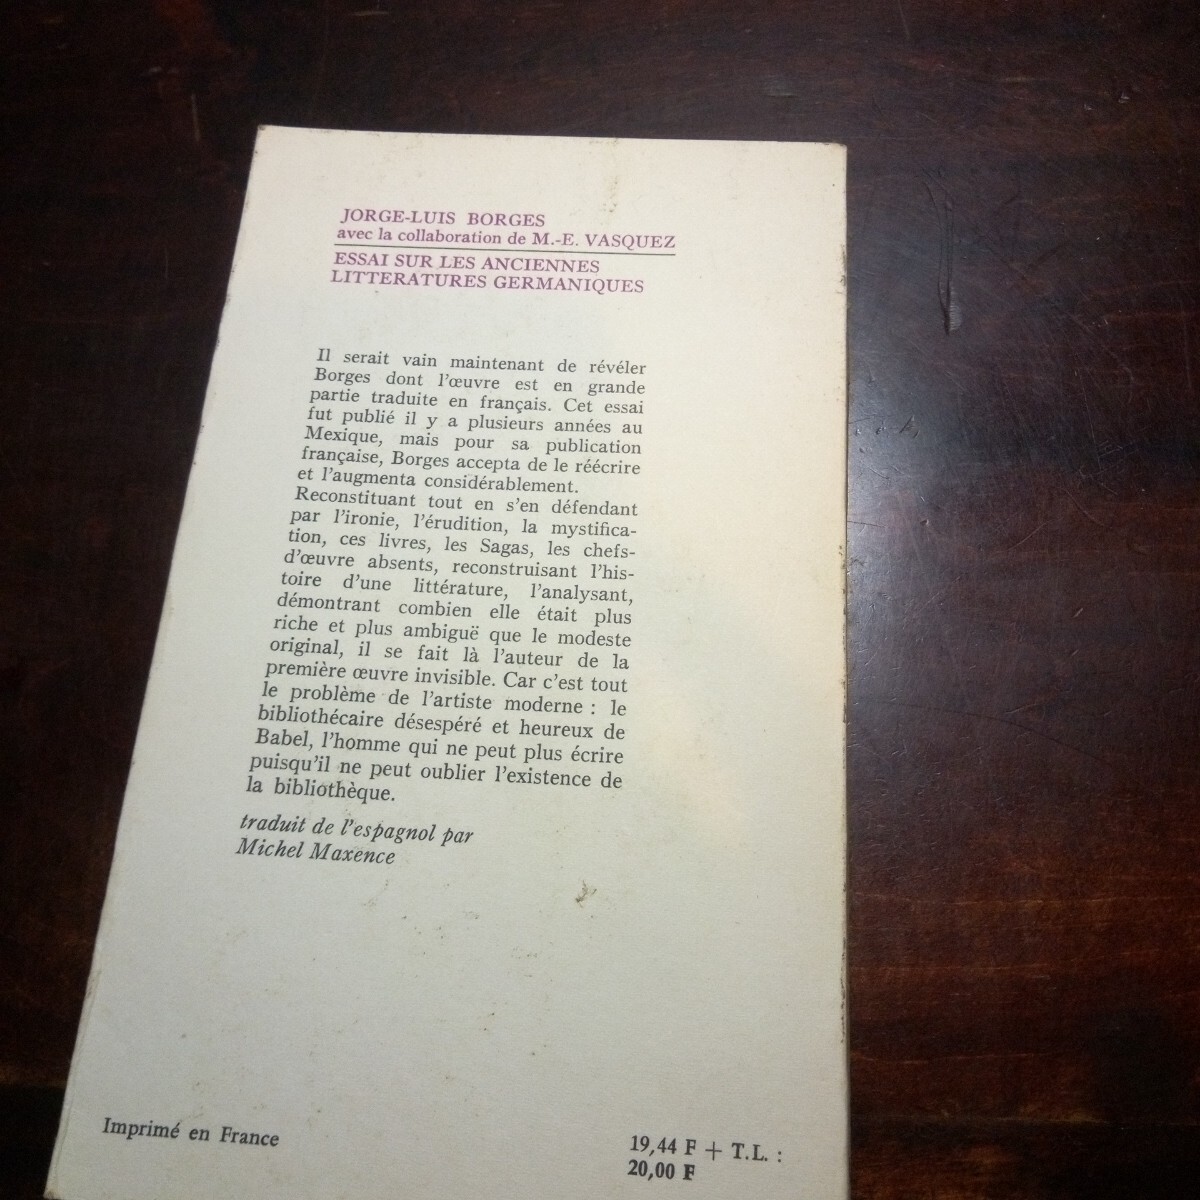 JORGE-LUIS BORGES
avec la collaboration de M.-E. VASQUEZ
ESSAI SUR LES ANCIENNES
LITTERATURES GERMANIQUES
Il serait vain maintenant de révéler
Borges dont l'œuvre est en grande
partie traduite en français. Cet essai
fut publié il y a plusieurs années au
Mexique, mais pour sa publication
française, Borges accepta de le réécrire
et l'augmenta considérablement.
Reconstituant tout en s'en défendant
par l'ironie, l'érudition, la mystifica-
tion, ces livres, les Sagas, les chefs-
d'œuvre absents, reconstruisant l'his-
toire d'une littérature, l'analysant,
démontrant combien elle était plus
riche et plus ambiguë que le modeste
original, il se fait là l'auteur de la
première œuvre invisible. Car c'est tout
le problème de l'artiste moderne : le
bibliothécaire désespéré et heureux de
Babel, l'homme qui ne peut plus écrire
puisqu'il ne peut oublier l'existence de
la bibliothèque.
traduit de l'espagnol par
Michel Maxence
Imprimé en France
19,44 F + T.L. :
20,00 F